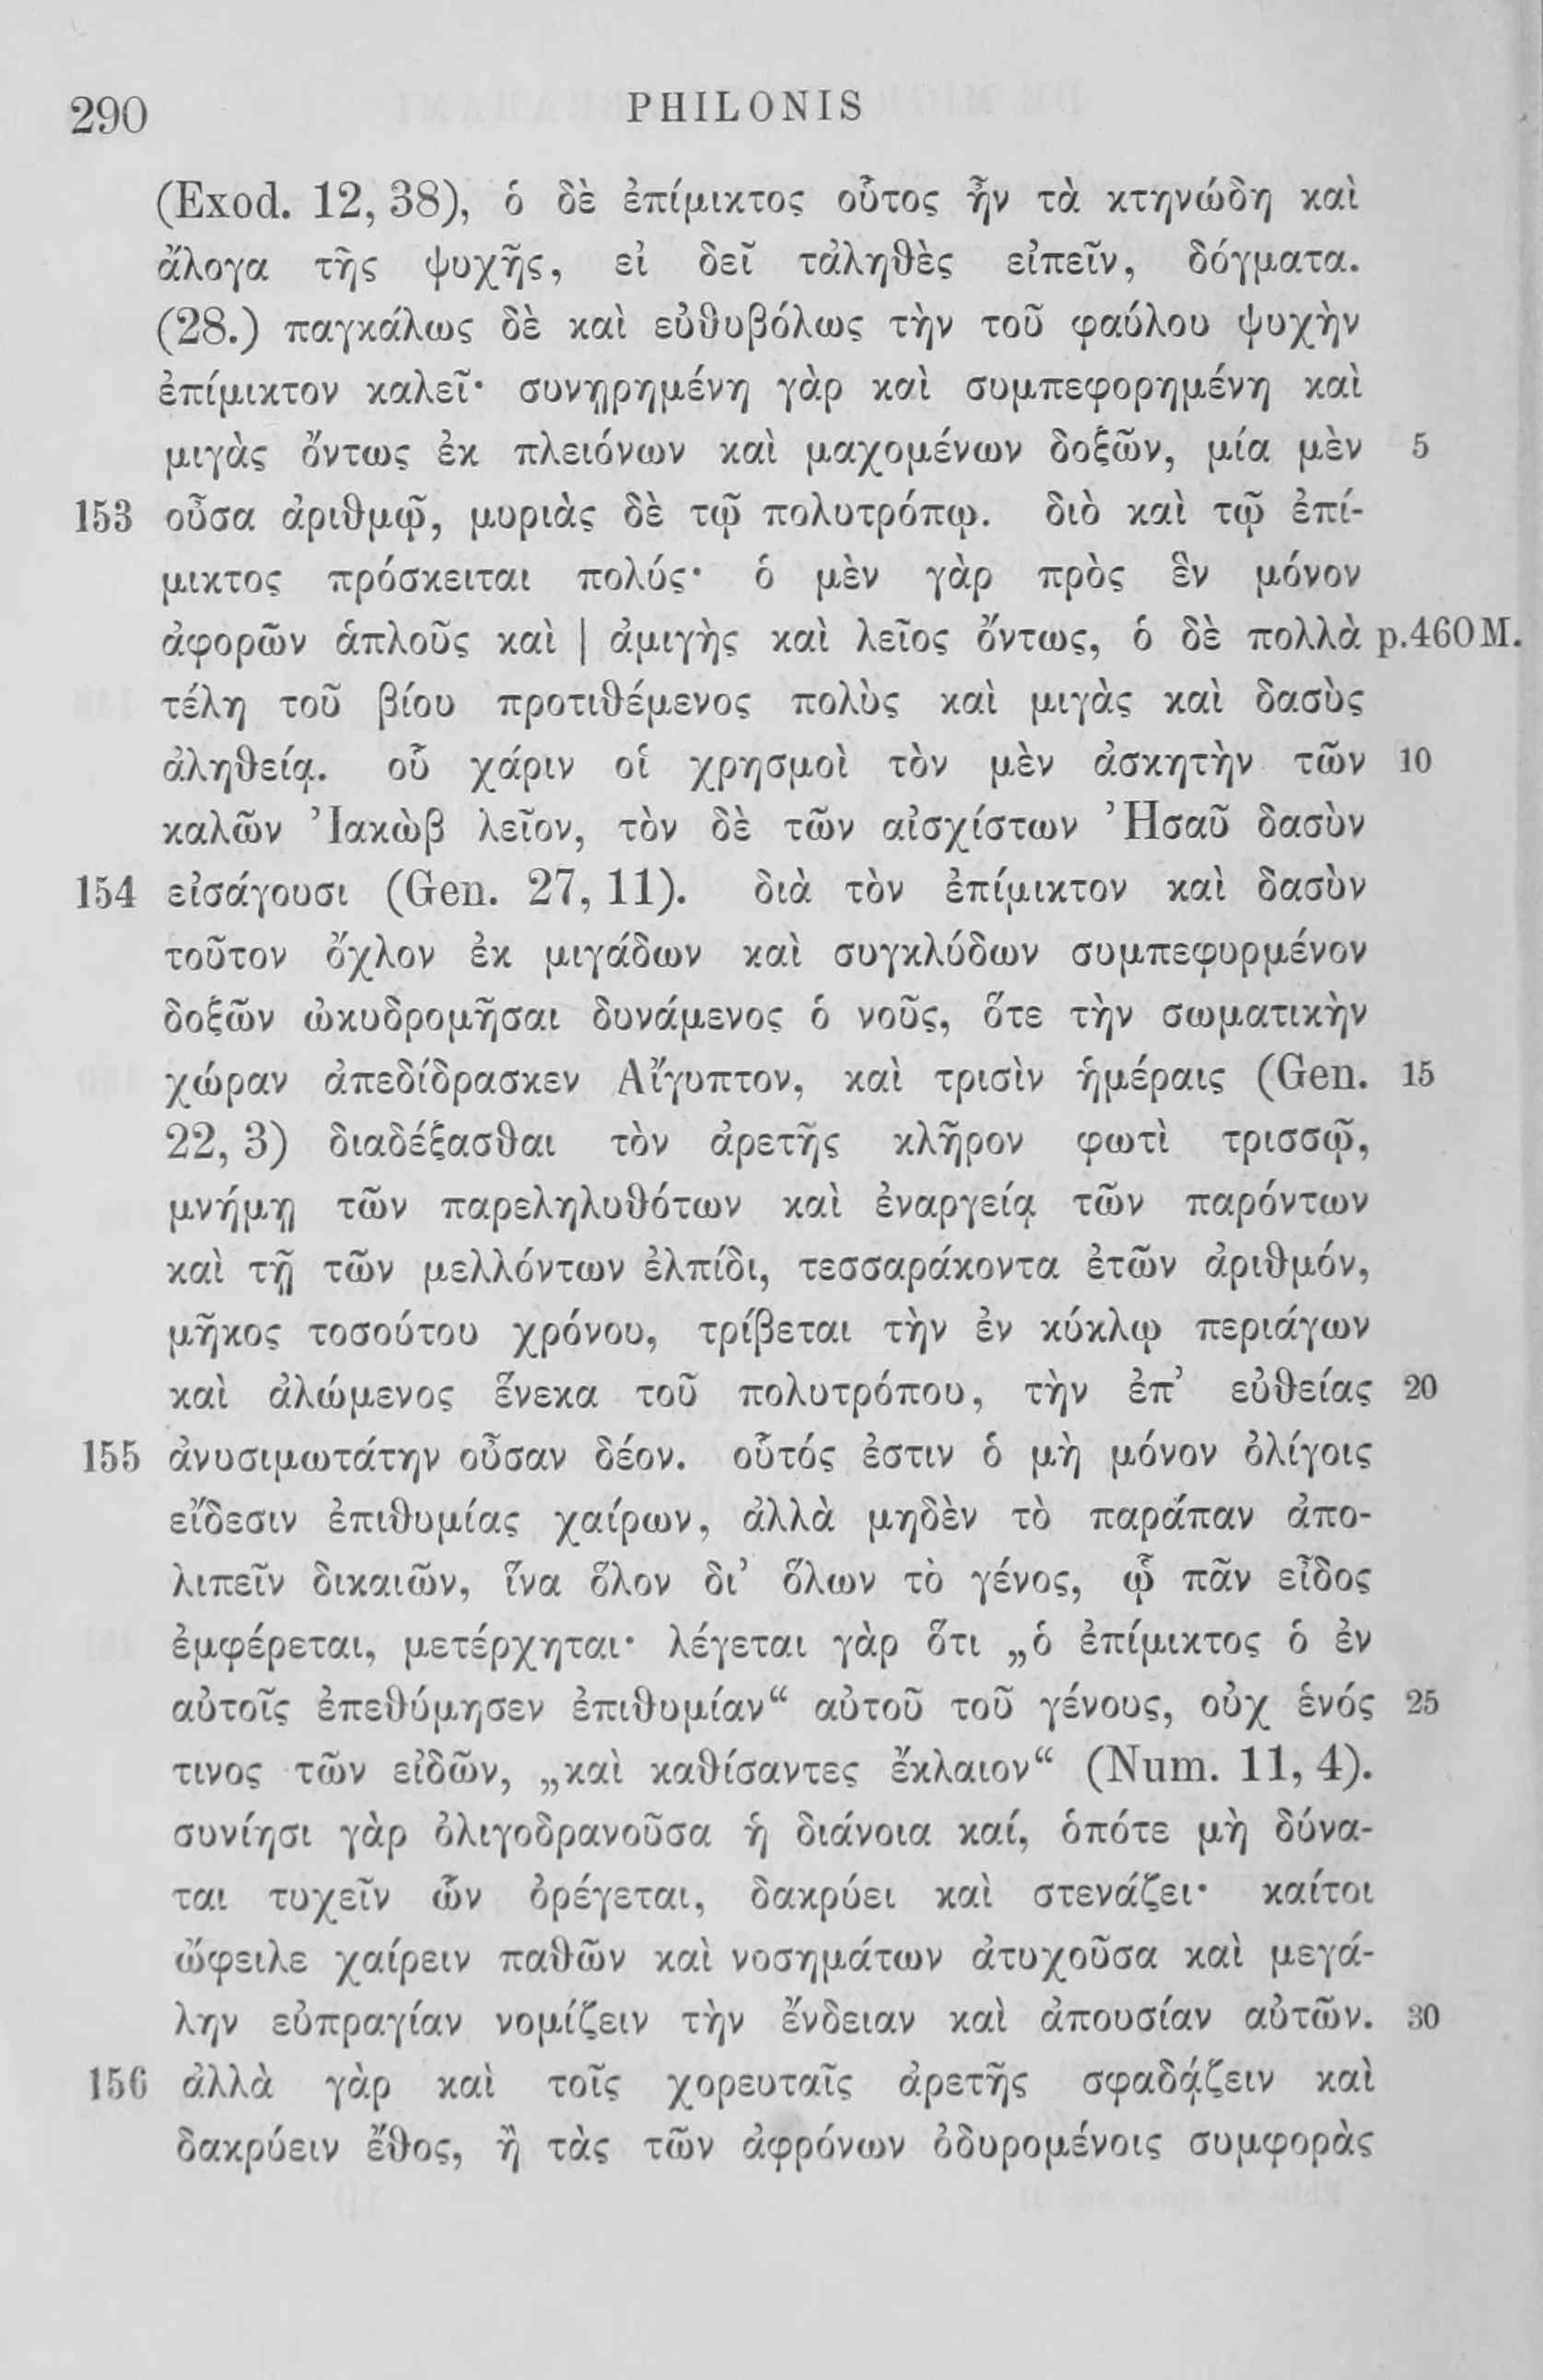 290 PHILONIS
(Exod. 12, 38), ὁ δὲ ἐπίμικτος οὗτος ἦν τὰ κτηνώδη καὶ
ἄλογα τῆς ψυχῆς, εἰ δεῖ τἀληθὲς εἰπεῖν, δόγματα.
(28.) παγκάλως δὲ καὶ εὐθυβόλως τὴν τοῦ φαύλου ψυχὴν
ἐπίμικτον καλεῖ· συνῃρημένη γὰρ καὶ συμπεφορημένη καὶ
μιγὰς ὄντως ἐκ πλειόνων καὶ μαχομένων δοξῶν, μία μὲν 5
153 οὖσα ἀριθμῷ, μυριὰς δὲ τῷ πολυτρόπῳ. διὸ καὶ τῷ ἐπί-
μικτος πρόσκειται πολύς· ὁ μὲν γὰρ πρὸς ἓν μόνον
ἀφορῶν ἁπλοῦς καὶ | ἀμιγὴς καὶ λεῖος ὄντως, ὁ δὲ πολλὰ p.460M.
τέλη τοῦ βίου προτιθέμενος πολὺς καὶ μιγὰς καὶ δασὺς
ἀληθείᾳ. οὗ χάριν οἱ χρησμοὶ τὸν μὲν ἀσκητὴν τῶν 10
καλῶν Ἰακὼβ λεῖον, τὸν δὲ τῶν αἰσχίστων Ἠσαῦ δασὺν
154 εἰσάγουσι (Gen. 27, 11). διὰ τὸν ἐπίμικτον καὶ δασὺν
τοῦτον ὄχλον ἐκ μιγάδων καὶ συγκλύδων συμπεφυρμένον
δοξῶν ὠκυδρομῆσαι δυνάμενος ὁ νοῦς, ὅτε τὴν σωματικὴν
χώραν ἀπεδίδρασκεν Αἴγυπτον, καὶ τρισὶν ἡμέραις (Gen. 15
22, 3) διαδέξασθαι τὸν ἀρετῆς κλῆρον φωτὶ τρισσῷ,
μνήμῃ τῶν παρεληλυθότων καὶ ἐναργείᾳ τῶν παρόντων
καὶ τῇ τῶν μελλόντων ἐλπίδι, τεσσαράκοντα ἐτῶν ἀριθμόν,
μῆκος τοσούτου χρόνου, τρίβεται τὴν ἐν κύκλῳ περιάγων
καὶ ἀλώμενος ἕνεκα τοῦ πολυτρόπου, τὴν ἐπ’ εὐθείας 20
155 ἀνυσιμωτάτην οὖσαν δέον. οὗτός ἐστιν ὁ μὴ μόνον ὀλίγοις
εἴδεσιν ἐπιθυμίας χαίρων, ἀλλὰ μηδὲν τὸ παράπαν ἀπο-
λιπεῖν δικαιῶν, ἵνα ὅλον δι’ ὅλων τὸ γένος, ᾧ πᾶν εἶδος
ἐμφέρεται, μετέρχηται· λέγεται γὰρ ὅτι „ὁ ἐπίμικτος ὁ ἐν
αὐτοῖς ἐπεθύμησεν ἐπιθυμίαν“ αὐτοῦ τοῦ γένους, οὐχ ἑνός 25
τινος τῶν εἰδῶν, „καὶ καθίσαντες ἔκλαιον“ (Num. 11, 4).
συνίησι γὰρ ὀλιγοδρανοῦσα ἡ διάνοια καί, ὁπότε μὴ δύνα-
ται τυχεῖν ὧν ὀρέγεται, δακρύει καὶ στενάζει· καίτοι
ὤφειλε χαίρειν παθῶν καὶ νοσημάτων ἀτυχοῦσα καὶ μεγά-
λην εὐπραγίαν νομίζειν τὴν ἔνδειαν καὶ ἀπουσίαν αὐτῶν. 30
156 ἀλλὰ γὰρ καὶ τοῖς χορευταῖς ἀρετῆς σφαδᾴζειν καὶ
δακρύειν ἔθος, ἢ τὰς τῶν ἀφρόνων ὀδυρομένοις συμφορὰς